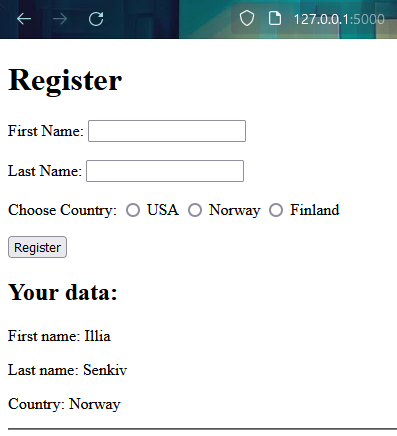 127.0.0.1:5000
Register
First Name:
Last Name:
Choose Country: USA Norway Finland
Register
Your data:
First name: Illia
Last name: Senkiv
Country: Norway